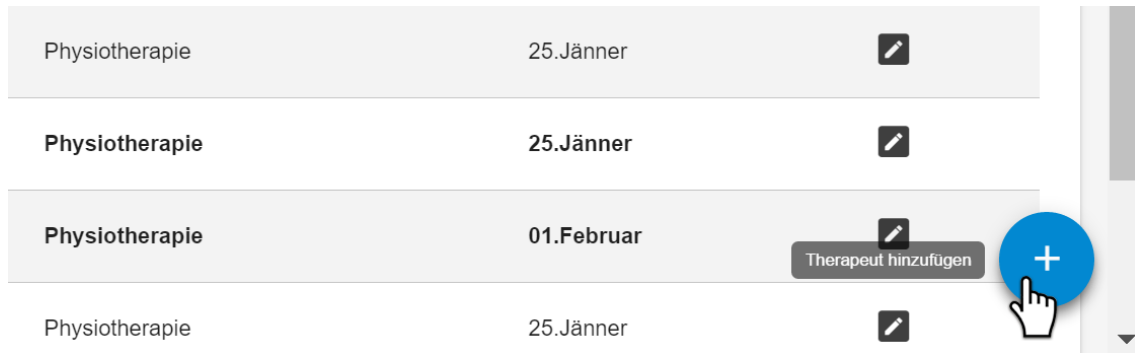 Physiotherapie 25.Jänner
Physiotherapie 25.Jänner
Physiotherapie 01.Februar
Therapeut hinzufügen
Physiotherapie 25.Jänner